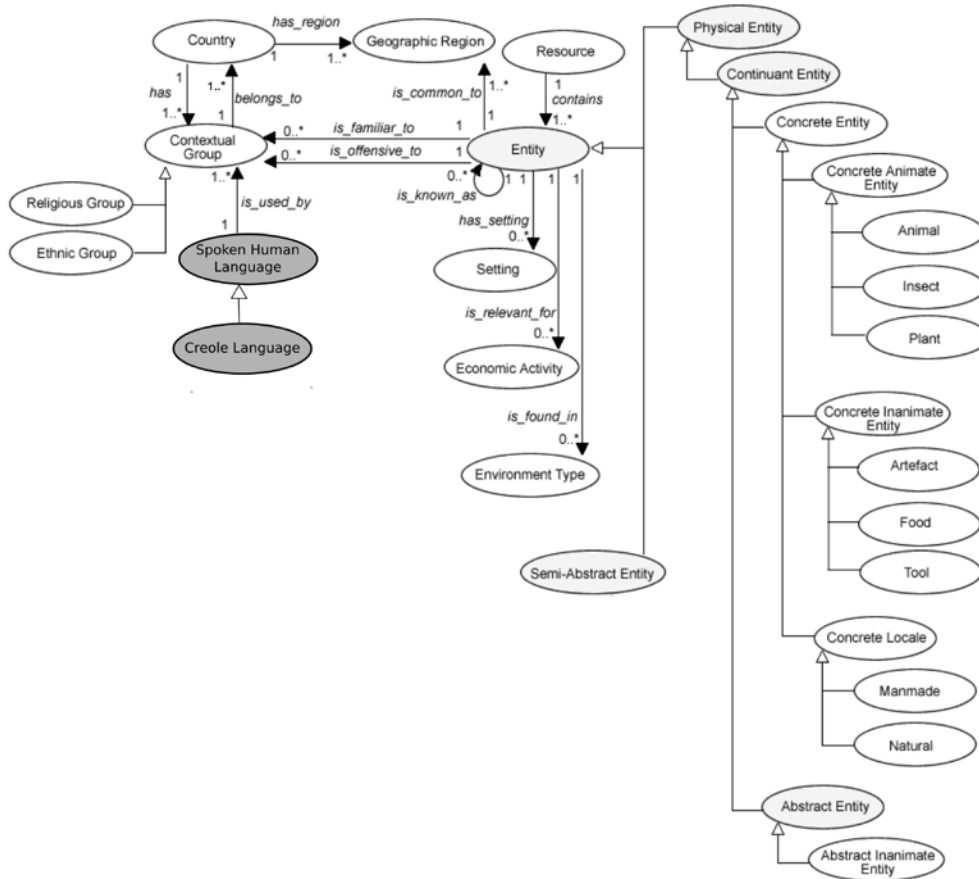 has_region
Country
Geographic Region
Resource
Physical Entity
1
1..*
Continuant Entity
1
1..*
1
has
belongs_to
is_common_to
1..*
contains
1..*
1
1
1..*
Concrete Entity
Contextual
Group
0..*
is_familiar_to
1
0..*
is_offensive_to
1
Entity
1..*
0..*
1
1
1
1
is_known_as
Concrete Animate
Entity
Religious Group
is_used_by
has_setting
Animal
Ethnic Group
1
0..*
Spoken Human
Language
Setting
Insect
is_relevant_for
0..*
Plant
Creole Language
Economic Activity
is_found_in
0..*
Concrete Inanimate
Entity
Environment Type
Artefact
Food
Semi-Abstract Entity
Tool
Concrete Locale
Manmade
Natural
Abstract Entity
Abstract Inanimate
Entity